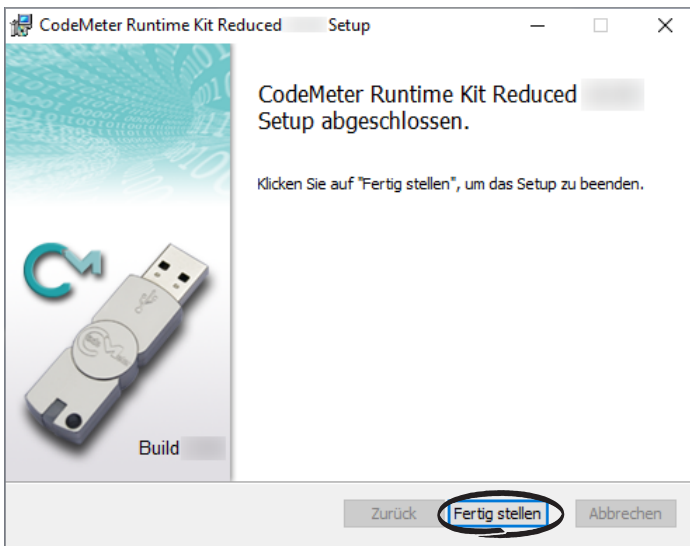 CodeMeter Runtime Kit Reduced Setup
CodeMeter Runtime Kit Reduced
Setup abgeschlossen.
Klicken Sie auf "Fertig stellen", um das Setup zu beenden.
CM
Build
Zurück Fertig stellen Abbrechen